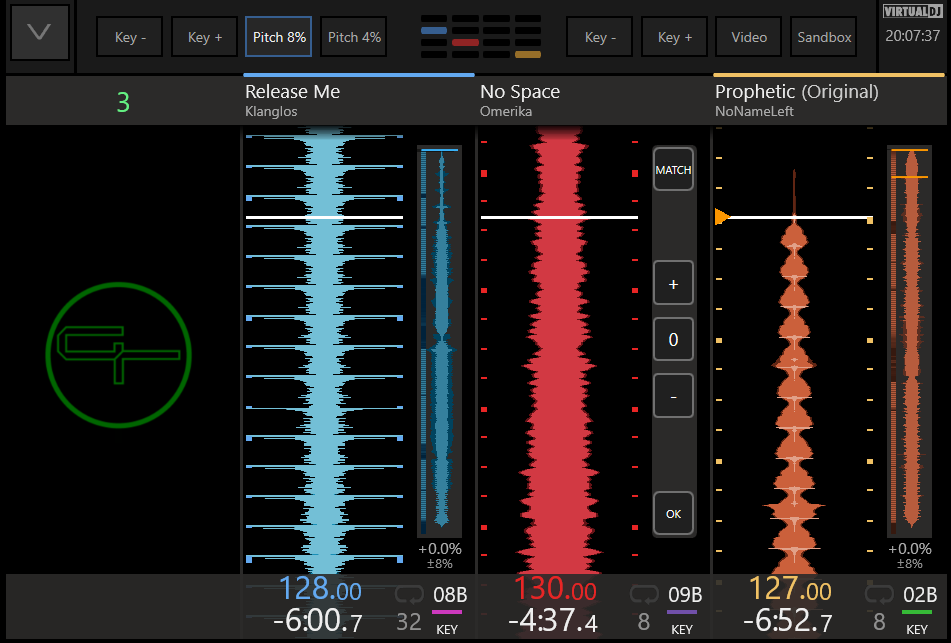 Key -
Key +
Pitch 8%
Pitch 4%
Key -
Key +
Video
Sandbox
VIRTUALDJ
20:07:37
3
Release Me
Klanglos
No Space
Omerika
Prophetic (Original)
NoNameLeft
MATCH
+
0
-
OK
+0.0%
±8%
+0.0%
±8%
128.00
08B
-6:00.7
32
KEY
130.00
09B
-4:37.4
8
KEY
127.00
02B
-6:52.7
8
KEY